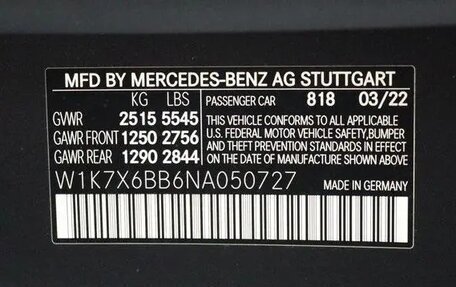 MFD BY MERCEDES-BENZ AG STUTTGART
KG LBS
GVWR 2515 5545
GAWR FRONT 1250 2756
GAWR REAR 1290 2844
PASSENGER CAR 818 03/22
THIS VEHICLE CONFORMS TO ALL APPLICABLE
U.S. FEDERAL MOTOR VEHICLE SAFETY, BUMPER
AND THEFT PREVENTION STANDARDS IN EFFECT
ON THE DATE OF MANUFACTURE SHOWN ABOVE.
W1K7X6BB6NA050727
MADE IN GERMANY